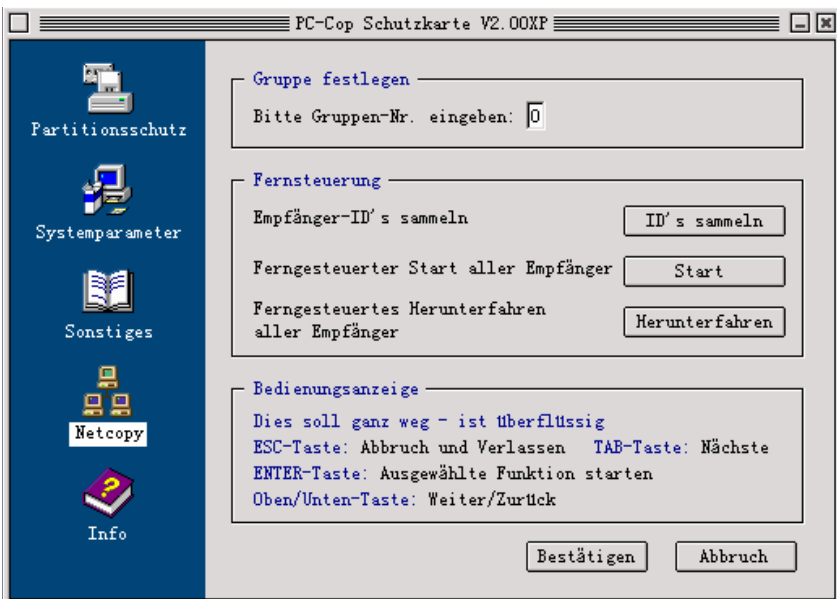 PC-Cop Schutzkarte V2.00XP
Partitionsschutz
Systemparameter
Sonstiges
Netcopy
Info
Gruppe festlegen
Bitte Gruppen-Nr. eingeben: 0
Fernsteuerung
Empfänger-ID's sammeln
ID's sammeln
Ferngesteuerter Start aller Empfänger
Start
Ferngesteuertes Herunterfahren
aller Empfänger
Herunterfahren
Bedienungsanzeige
Dies soll ganz weg - ist überflüssig
ESC-Taste: Abbruch und Verlassen TAB-Taste: Nächste
ENTER-Taste: Ausgewählte Funktion starten
Oben/Unten-Taste: Weiter/Zurück
Bestätigen
Abbruch